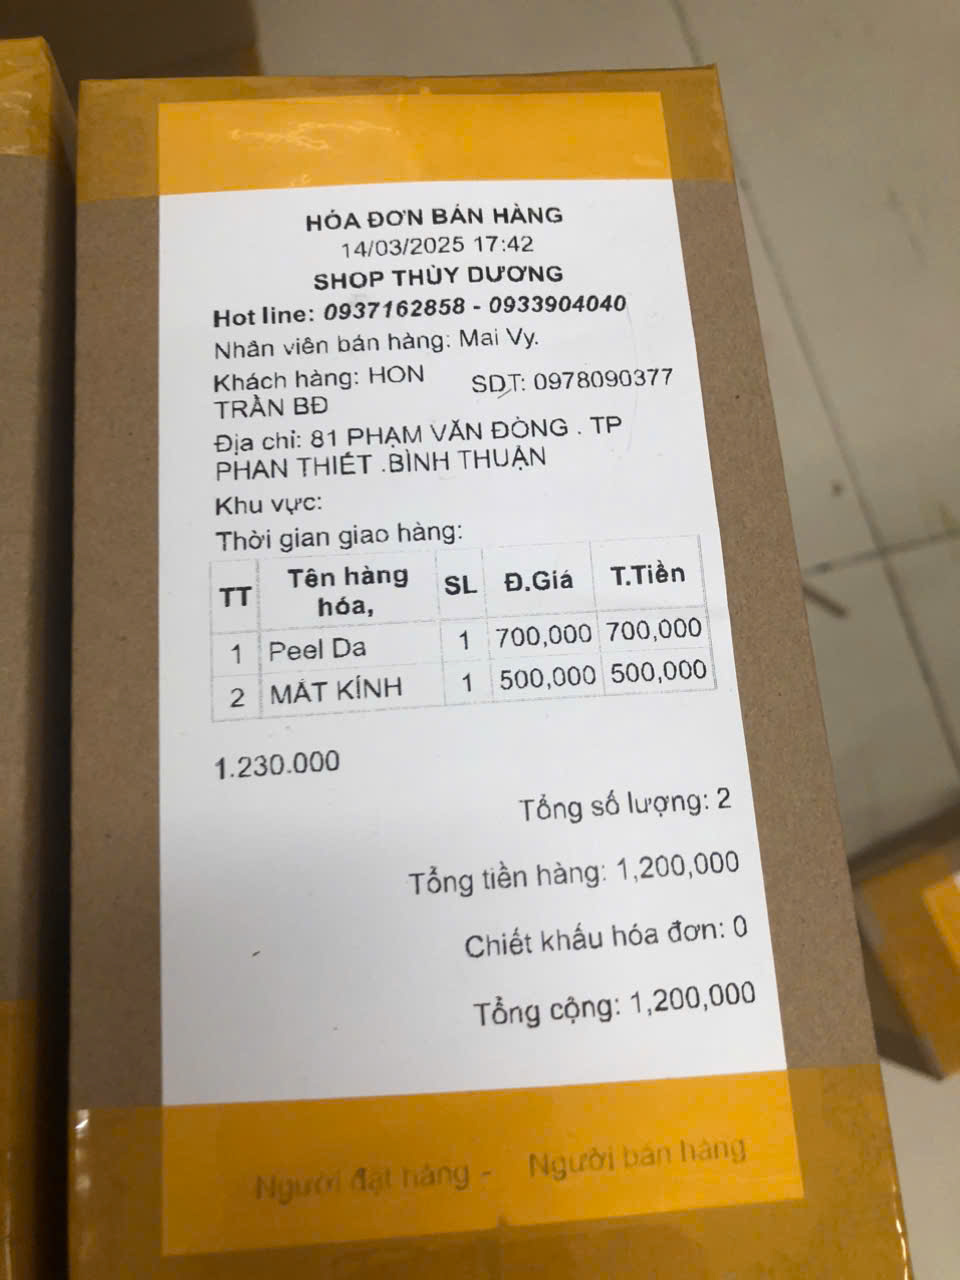 HÓA ĐƠN BÁN HÀNG
14/03/2025 17:42
SHOP THÙY DƯƠNG
Hot line: 0937162858 - 0933904040
Nhân viên bán hàng: Mai Vy.
Khách hàng: HON TRẦN BĐ
SDT: 0978090377
Địa chỉ: 81 PHẠM VĂN ĐÒNG . TP
PHAN THIẾT .BÌNH THUẬN
Khu vực:
Thời gian giao hàng:
TT Tên hàng hóa, SL Đ.Giá T.Tiền
1 Peel Da 1 700,000 700,000
2 MẮT KÍNH 1 500,000 500,000
1.230.000
Tổng số lượng: 2
Tổng tiền hàng: 1,200,000
Chiết khấu hóa đơn: 0
Tổng cộng: 1,200,000
Người đặt hàng - Người bán hàng